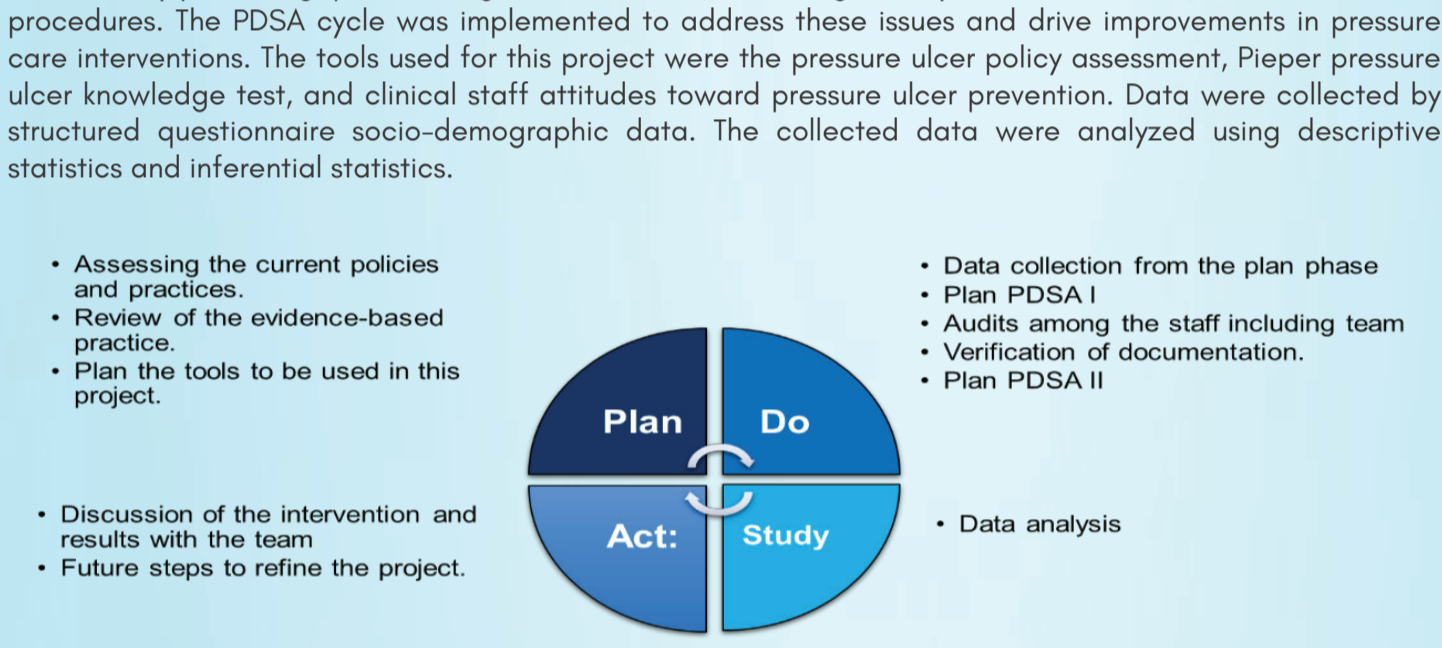 procedures. The PDSA cycle was implemented to address these issues and drive improvements in pressure
care interventions. The tools used for this project were the pressure ulcer policy assessment, Pieper pressure
ulcer knowledge test, and clinical staff attitudes toward pressure ulcer prevention. Data were collected by
structured questionnaire socio-demographic data. The collected data were analyzed using descriptive
statistics and inferential statistics.
• Assessing the current policies
and practices.
• Review of the evidence-based
practice.
• Plan the tools to be used in this
project.
• Data collection from the plan phase
• Plan PDSA I
• Audits among the staff including team
• Verification of documentation.
• Plan PDSA II
Plan
Do
Act:
Study
• Discussion of the intervention and
results with the team
• Future steps to refine the project.
• Data analysis